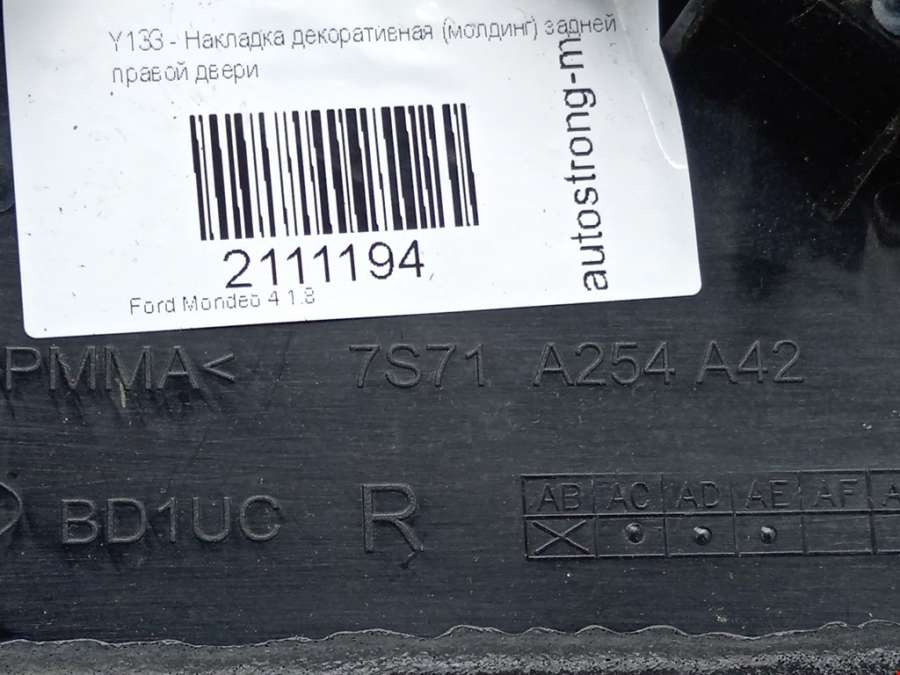 Y133 - Накладка декоративная (молдинг) задней
правой двери
autostrong-m
2111194
Ford Mondeo 4 1.8
PMMA< 7S71 A254 A42
BD1UC R
AB AC AD AE AF